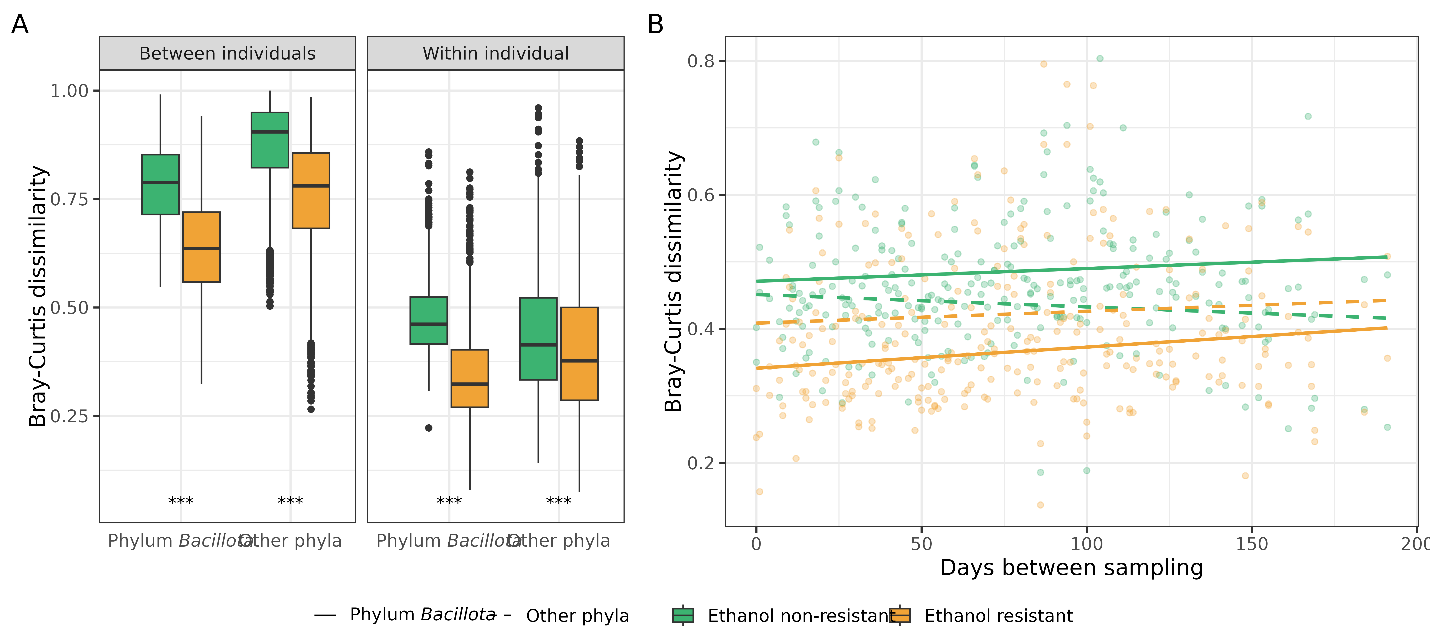 A
Between individuals
Within individual
Bray-Curtis dissimilarity
1.00
0.75
0.50
0.25
***
***
***
***
Phylum Bacillota
Other phyla
Phylum Bacillota
Other phyla
B
Bray-Curtis dissimilarity
0.8
0.6
0.4
0.2
0
50
100
150
200
Days between sampling
Phylum Bacillota
Other phyla
Ethanol non-resistant
Ethanol resistant